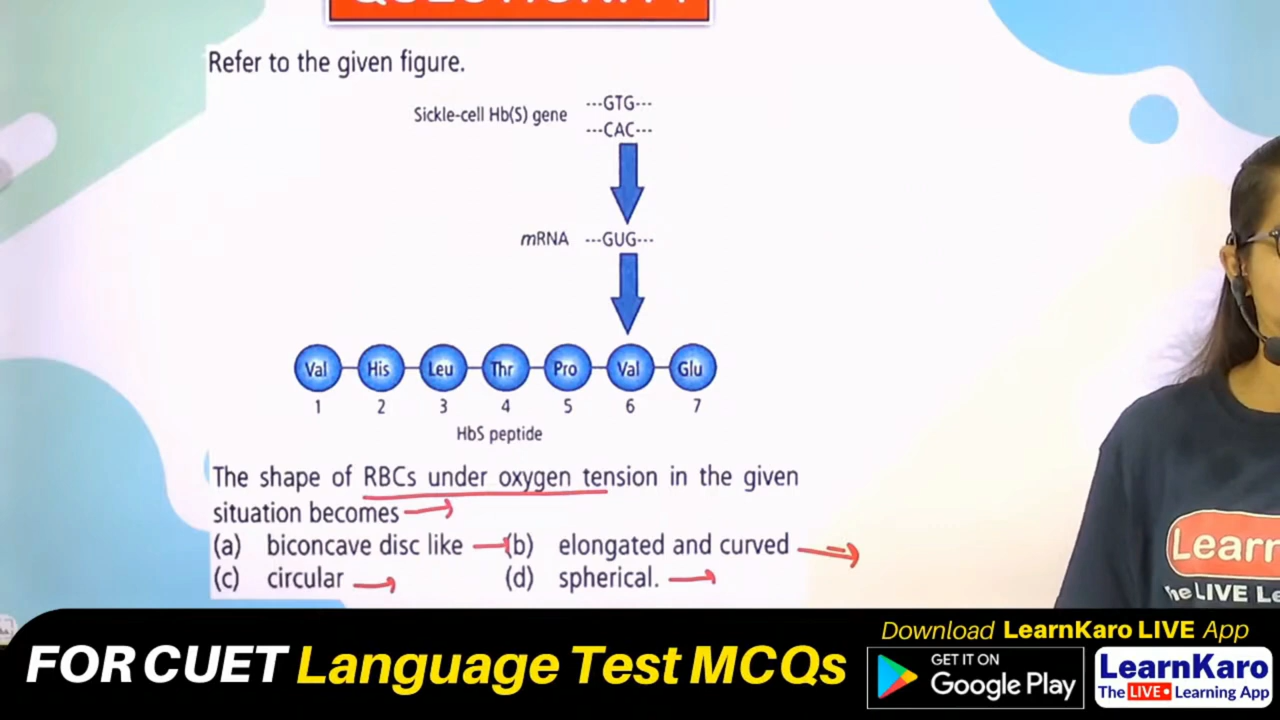 Refer to the given figure.
Sickle-cell Hb(S) gene ---GTG---
---CAC---
mRNA ---GUG---
Val His Leu Thr Pro Val Glu
1 2 3 4 5 6 7
HbS peptide
The shape of RBCs under oxygen tension in the given
situation becomes
(a) biconcave disc like (b) elongated and curved
(c) circular (d) spherical.
Learn
he LIVE Le
FOR CUET Language Test MCQs
Download LearnKaro LIVE App
GET IT ON
Google Play
LearnKaro
The LIVE Learning App